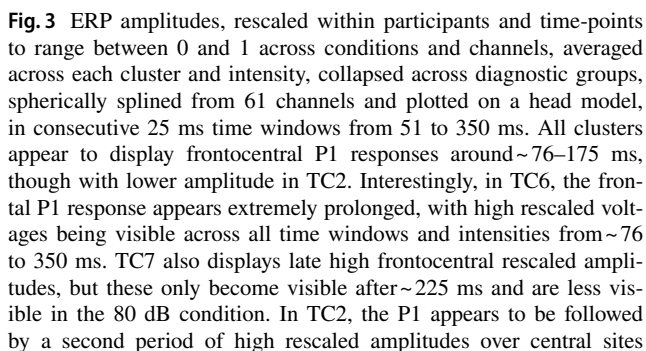 Fig. 3 ERP amplitudes, rescaled within participants and time-points
to range between 0 and 1 across conditions and channels, averaged
across each cluster and intensity, collapsed across diagnostic groups,
spherically splined from 61 channels and plotted on a head model,
in consecutive 25 ms time windows from 51 to 350 ms. All clusters
appear to display frontocentral P1 responses around ~ 76–175 ms,
though with lower amplitude in TC2. Interestingly, in TC6, the fron-
tal P1 response appears extremely prolonged, with high rescaled volt-
ages being visible across all time windows and intensities from ~ 76
to 350 ms. TC7 also displays late high frontocentral rescaled ampli-
tudes, but these only become visible after ~ 225 ms and are less vis-
ible in the 80 dB condition. In TC2, the P1 appears to be followed
by a second period of high rescaled amplitudes over central sites